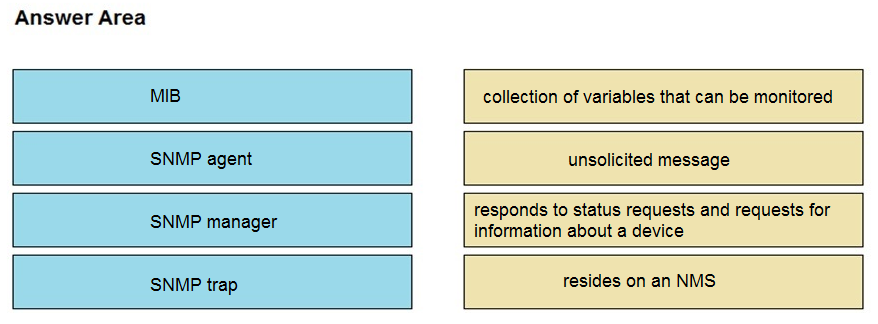 Answer Area
MIB
collection of variables that can be monitored
SNMP agent
unsolicited message
SNMP manager
responds to status requests and requests for
information about a device
SNMP trap
resides on an NMS